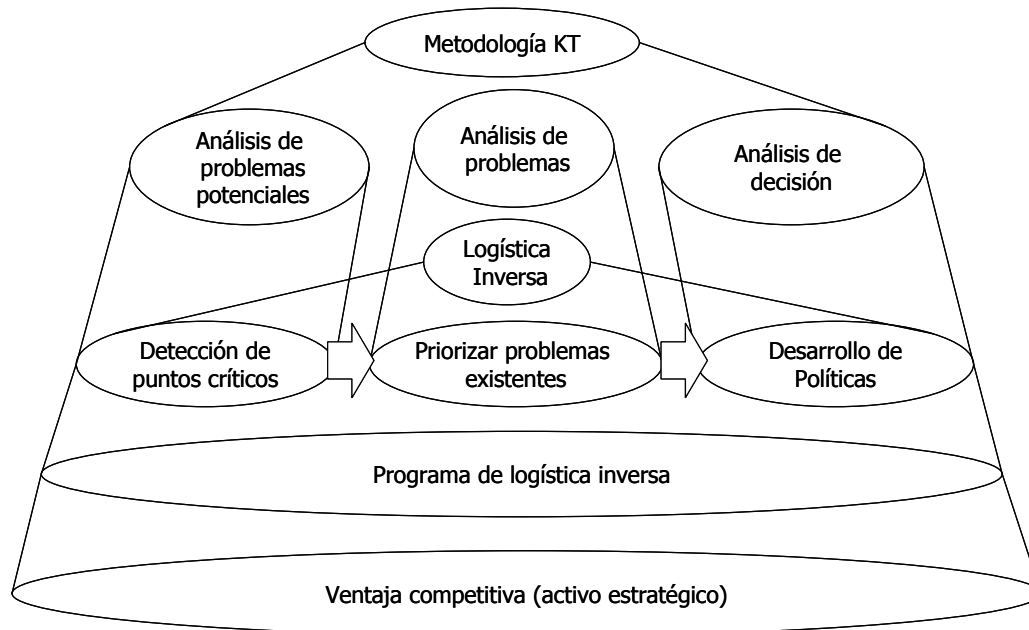 Metodología KT
Análisis de
problemas
potenciales
Análisis de
problemas
Análisis de
decisión
Logística
Inversa
Detección de
puntos críticos
Priorizar problemas
existentes
Desarrollo de
Políticas
Programa de logística inversa
Ventaja competitiva (activo estratégico)